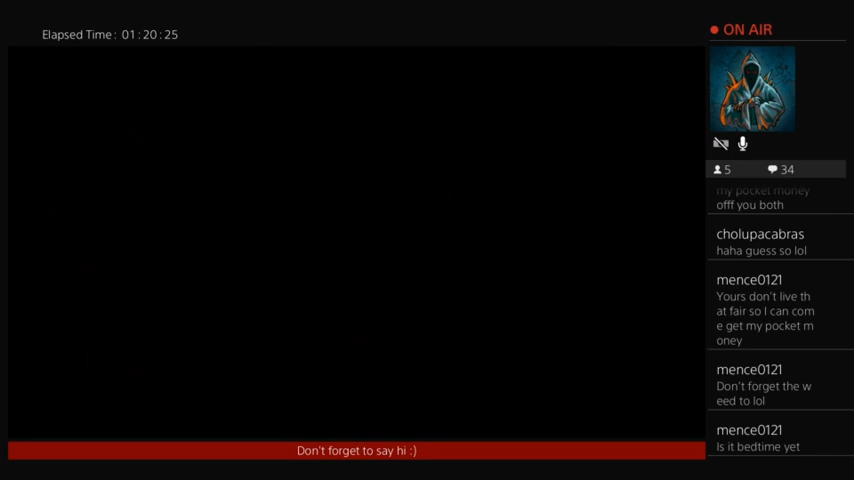 Elapsed Time: 01:20:25
ON AIR
5
34
my pocket money
offf you both
cholupacabras
haha guess so lol
mence0121
Yours don't live th
at fair so I can com
e get my pocket m
oney
mence0121
Don't forget the w
eed to lol
mence0121
Is it bedtime yet
Don't forget to say hi :)